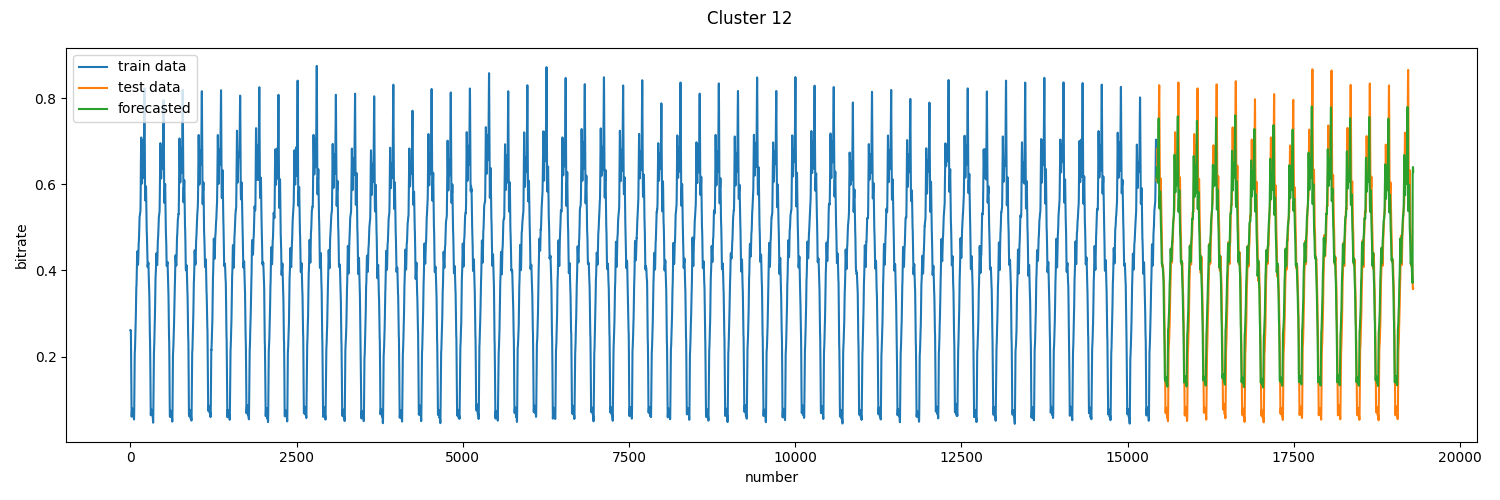 Cluster 12
train data
test data
forecasted
bitrate
0.8
0.6
0.4
0.2
0 2500 5000 7500 10000 12500 15000 17500 20000
number